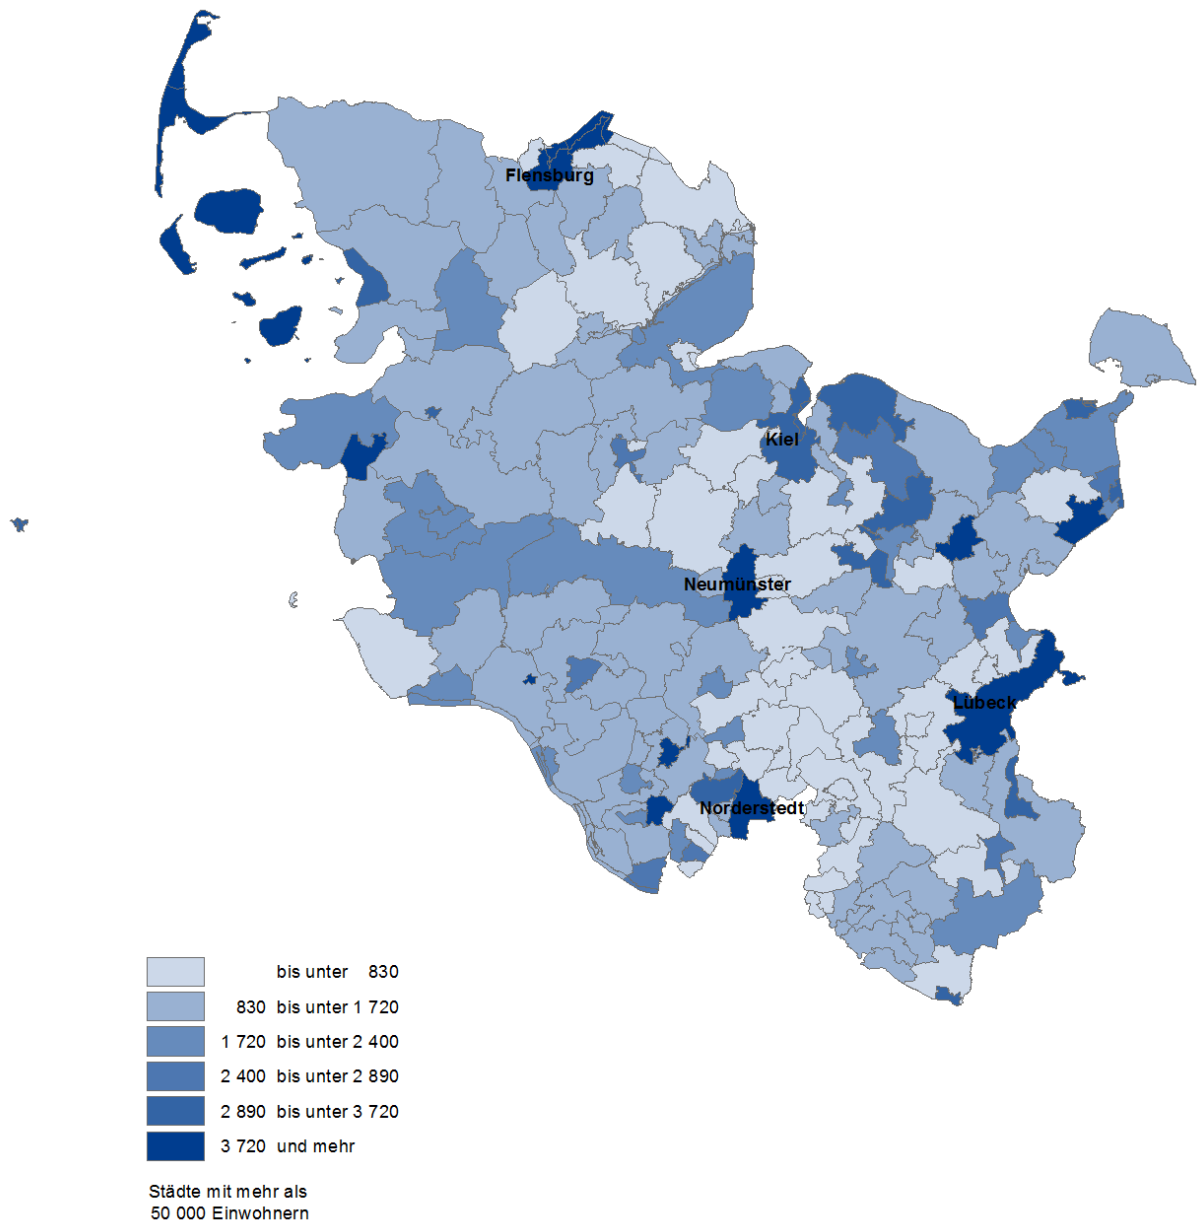 Flensburg
Kiel
Neumünster
Lübeck
Norderstedt
bis unter 830
830 bis unter 1 720
1 720 bis unter 2 400
2 400 bis unter 2 890
2 890 bis unter 3 720
3 720 und mehr
Städte mit mehr als
50 000 Einwohnern